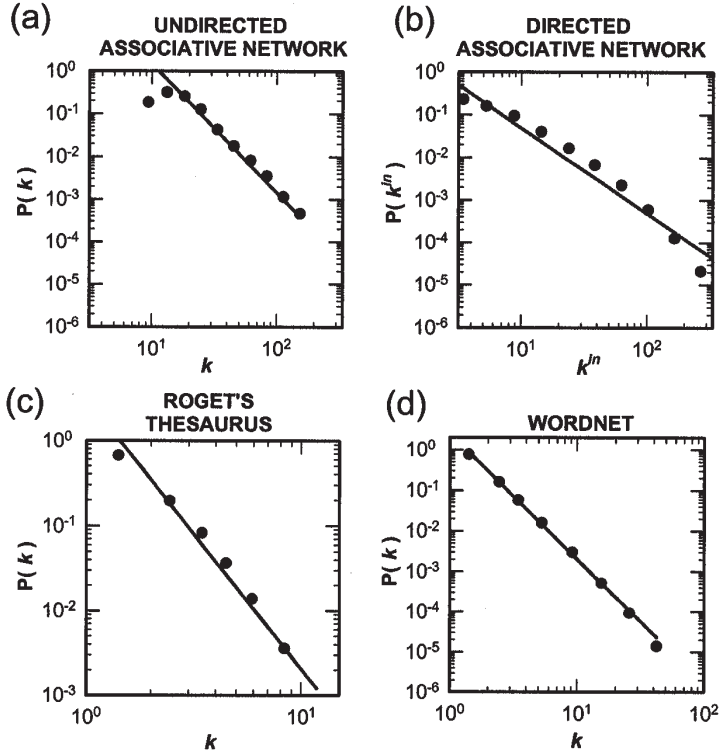 (a)
UNDIRECTED
ASSOCIATIVE NETWORK
10^0
10^-1
10^-2
10^-3
10^-4
10^-5
10^-6
P(k)
10^1
10^2
k
(b)
DIRECTED
ASSOCIATIVE NETWORK
10^0
10^-1
10^-2
10^-3
10^-4
10^-5
10^-6
P(k^in)
10^1
10^2
k^in
(c)
ROGET'S
THESAURUS
10^0
10^-1
10^-2
10^-3
P(k)
10^0
10^1
k
(d)
WORDNET
10^0
10^-1
10^-2
10^-3
10^-4
10^-5
10^-6
P(k)
10^0
10^1
10^2
k